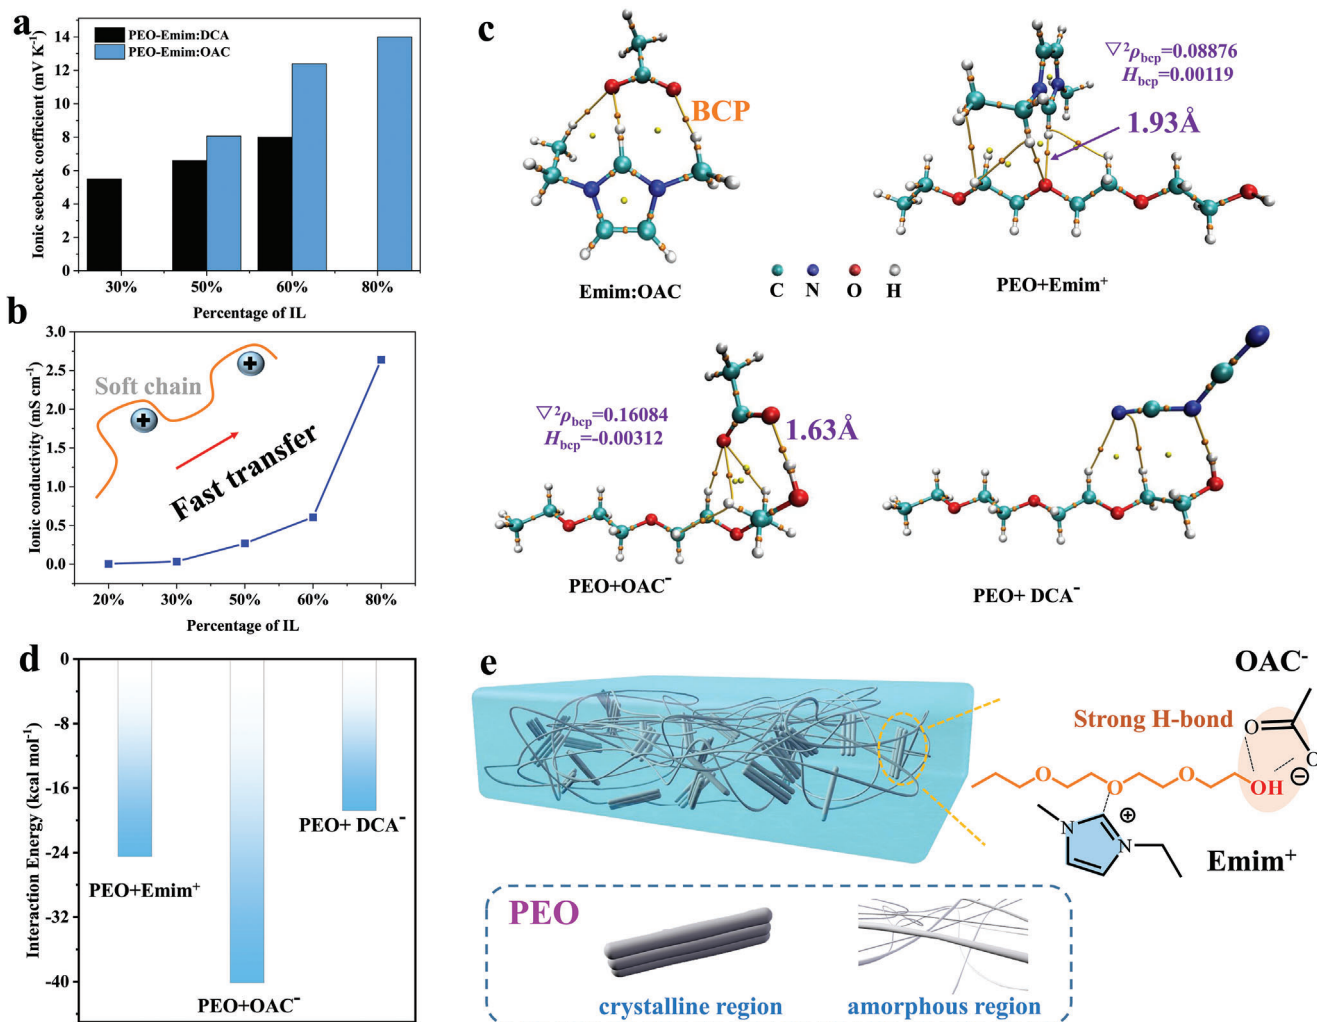 a
Ionic seebeck coefficient (mV K⁻¹)
14
12
10
8
6
4
2
0
PEO-Emim:DCA
PEO-Emim:OAC
30%
50%
60%
80%
Percentage of IL
b
Ionic conductivity (mS cm⁻¹)
3.0
2.5
2.0
1.5
1.0
0.5
0.0
Soft chain
Fast transfer
20%
30%
50%
60%
80%
Percentage of IL
c
BCP
Emim:OAC
C N O H
▽²ρbcp=0.08876
Hbcp=0.00119
1.93Å
PEO+Emim⁺
▽²ρbcp=0.16084
Hbcp=-0.00312
1.63Å
PEO+OAC⁻
PEO+ DCA⁻
d
Interaction Energy (kcal mol⁻¹)
0
-8
-16
-24
-32
-40
PEO+Emim⁺
PEO+OAC⁻
PEO+ DCA⁻
e
OAC⁻
Strong H-bond
O
O
⊖
O
O
O
OH
N
⊕
N
Emim⁺
PEO
crystalline region
amorphous region